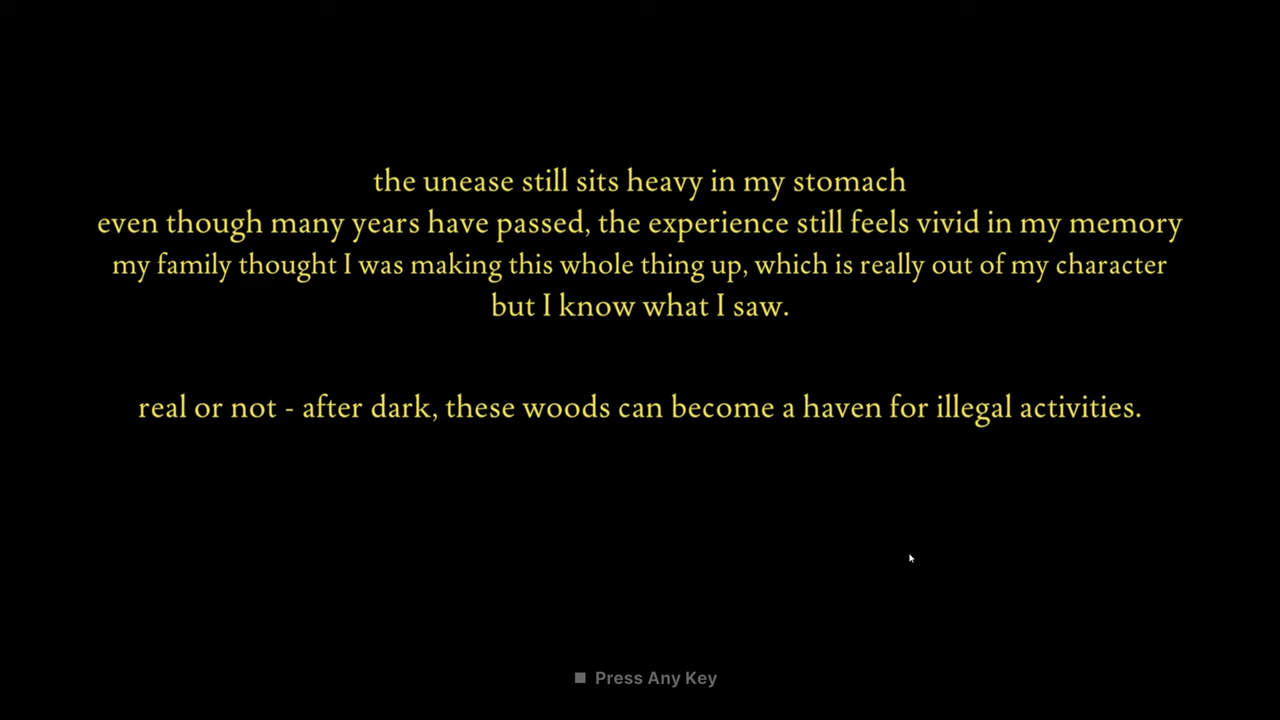 the unease still sits heavy in my stomach
even though many years have passed, the experience still feels vivid in my memory
my family thought I was making this whole thing up, which is really out of my character
but I know what I saw.
real or not - after dark, these woods can become a haven for illegal activities.
Press Any Key